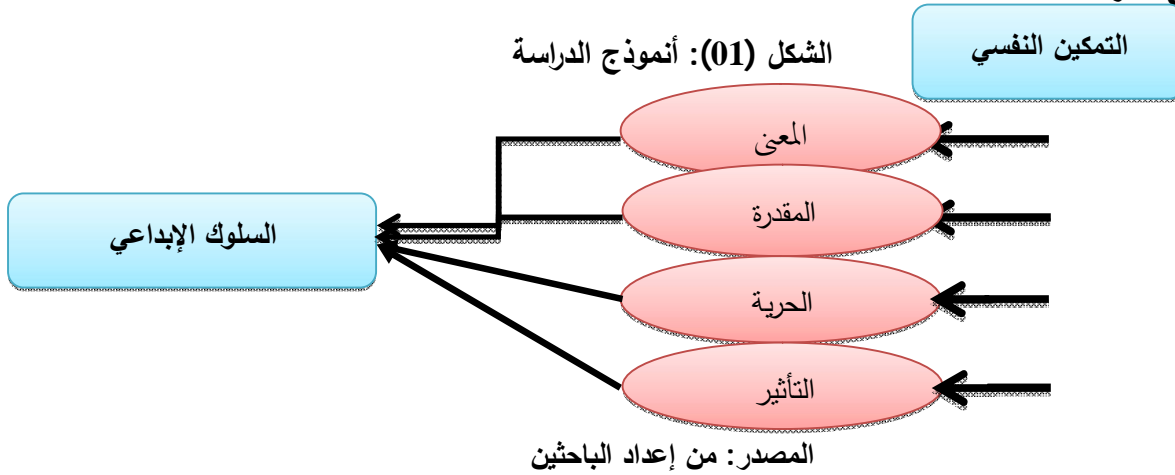 التمكين النفسي
الشكل (01): أنموذج الدراسة
المعنى
المقدرة
السلوك الإبداعي
الحرية
التأثير
المصدر: من إعداد الباحثين